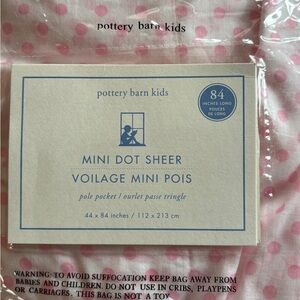 pottery barn kids
pottery barn kids
84
INCHES LONG
POUCES
DE LONG
MINI DOT SHEER
VOILAGE MINI POIS
pole pocket / ourlet passe tringle
44 x 84 inches / 112 x 213 cm
WARNING: TO AVOID SUFFOCATION KEEP BAG AWAY FROM
BABIES AND CHILDREN. DO NOT USE IN CRIBS, PLAYPENS
OR CARRIAGES. THIS BAG IS NOT A TOY.